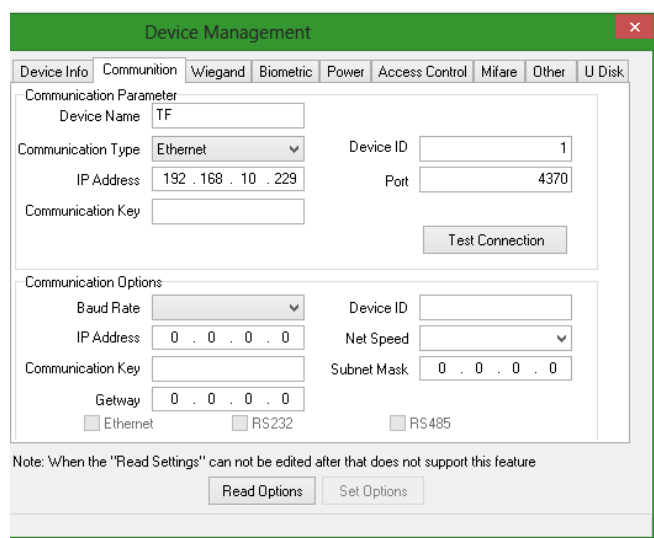 Device Management
×
Device Info Communtion Wiegand Biometric Power Access Control Mifare Other U Disk
Communication Parameter
Device Name TF
Communication Type Ethernet Device ID 1
IP Address 192 . 168 . 10 . 229 Port 4370
Communication Key
Test Connection
Communication Options
Baud Rate Device ID
IP Address 0 . 0 . 0 . 0 Net Speed
Communication Key Subnet Mask 0 . 0 . 0 . 0
Getway 0 . 0 . 0 . 0
Ethernet RS232 RS485
Note: When the "Read Settings" can not be edited after that does not support this feature
Read Options Set Options